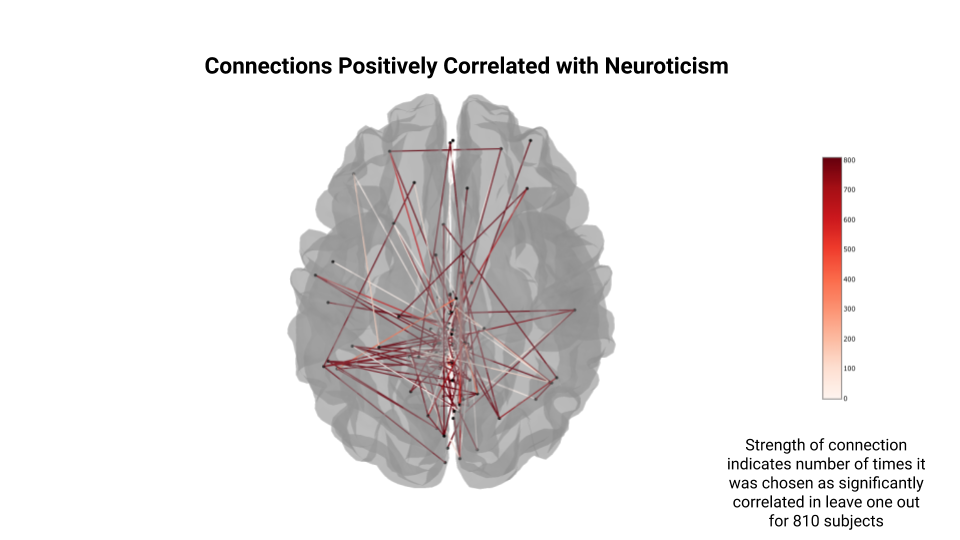 Connections Positively Correlated with Neuroticism
800
700
600
500
400
300
200
100
0
Strength of connection
indicates number of times it
was chosen as significantly
correlated in leave one out
for 810 subjects